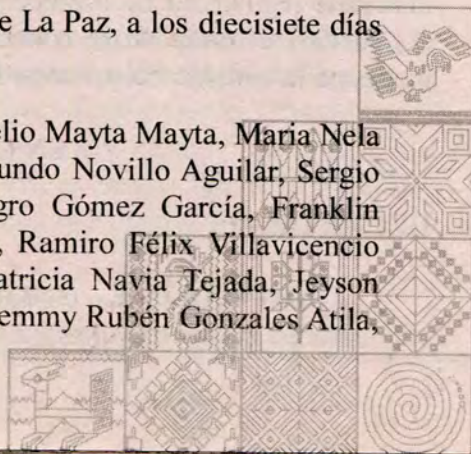 e La Paz, a los diecisiete días
elio Mayta Mayta, Maria Nela
undo Novillo Aguilar, Sergio
gro Gómez García, Franklin
, Ramiro Félix Villavicencio
atricia Navia Tejada, Jeyson
emmy Rubén Gonzales Atila,